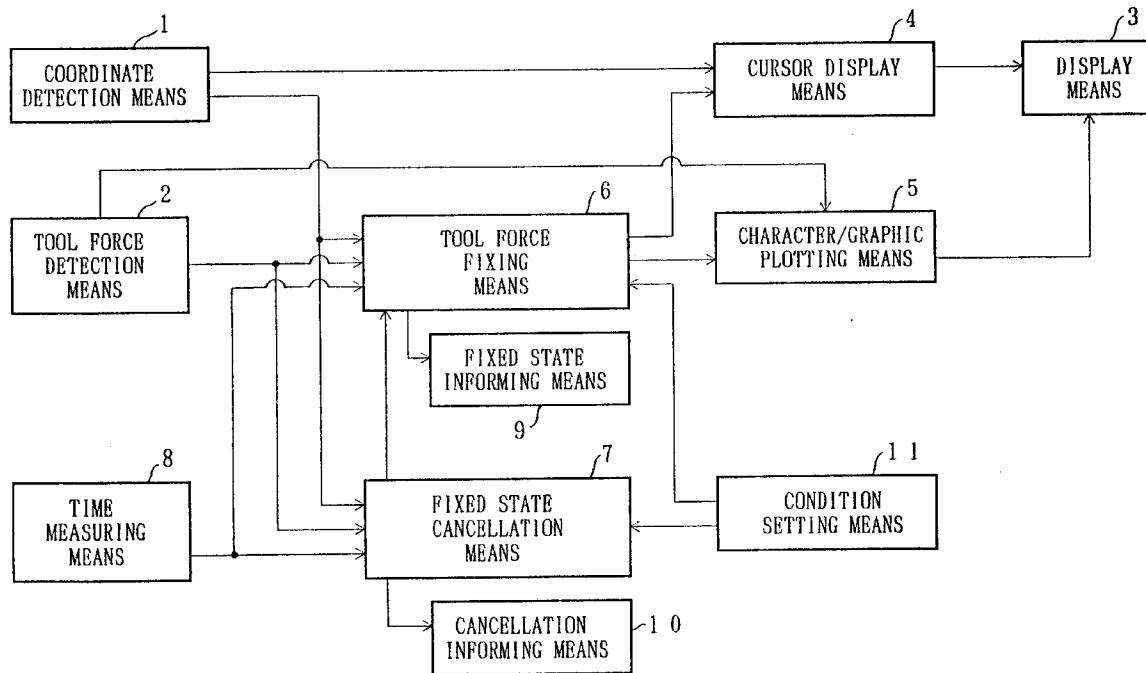 1
COORDINATE
DETECTION MEANS
4
CURSOR DISPLAY
MEANS
3
DISPLAY
MEANS
2
TOOL FORCE
DETECTION
MEANS
6
TOOL FORCE
FIXING
MEANS
5
CHARACTER/GRAPHIC
PLOTTING MEANS
FIXED STATE
INFORMING MEANS
9
8
TIME
MEASURING
MEANS
7
FIXED STATE
CANCELLATION
MEANS
1 1
CONDITION
SETTING MEANS
CANCELLATION
INFORMING MEANS
1 0